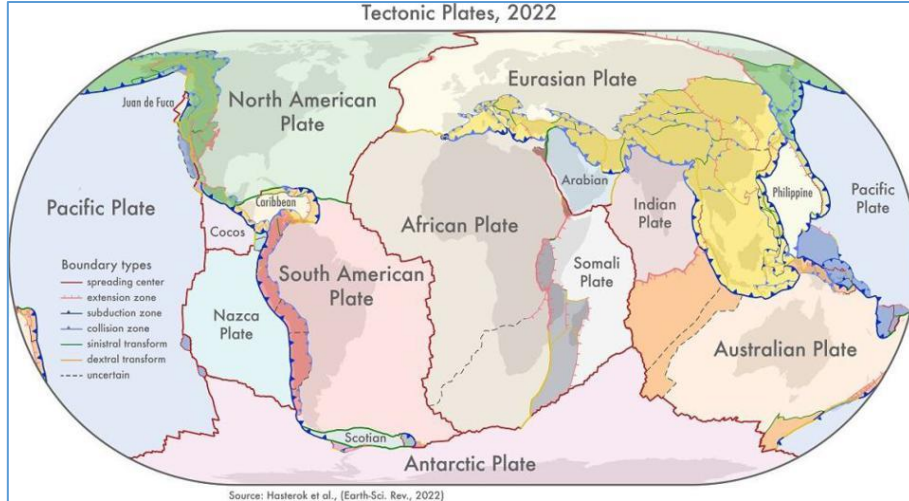 Tectonic Plates, 2022
Eurasian Plate
Juan de Fuca
North American
Plate
Arabian
Indian
Plate
Philippine
Pacific
Plate
Pacific Plate
Caribbean
Cocos
African Plate
Somali
Plate
South American
Plate
Nazca
Plate
Australian Plate
Boundary types
spreading center
extension zone
subduction zone
collision zone
sinistral transform
dextral transform
uncertain
Scotian
Antarctic Plate
Source: Hasterok et al., (Earth-Sci. Rev., 2022)